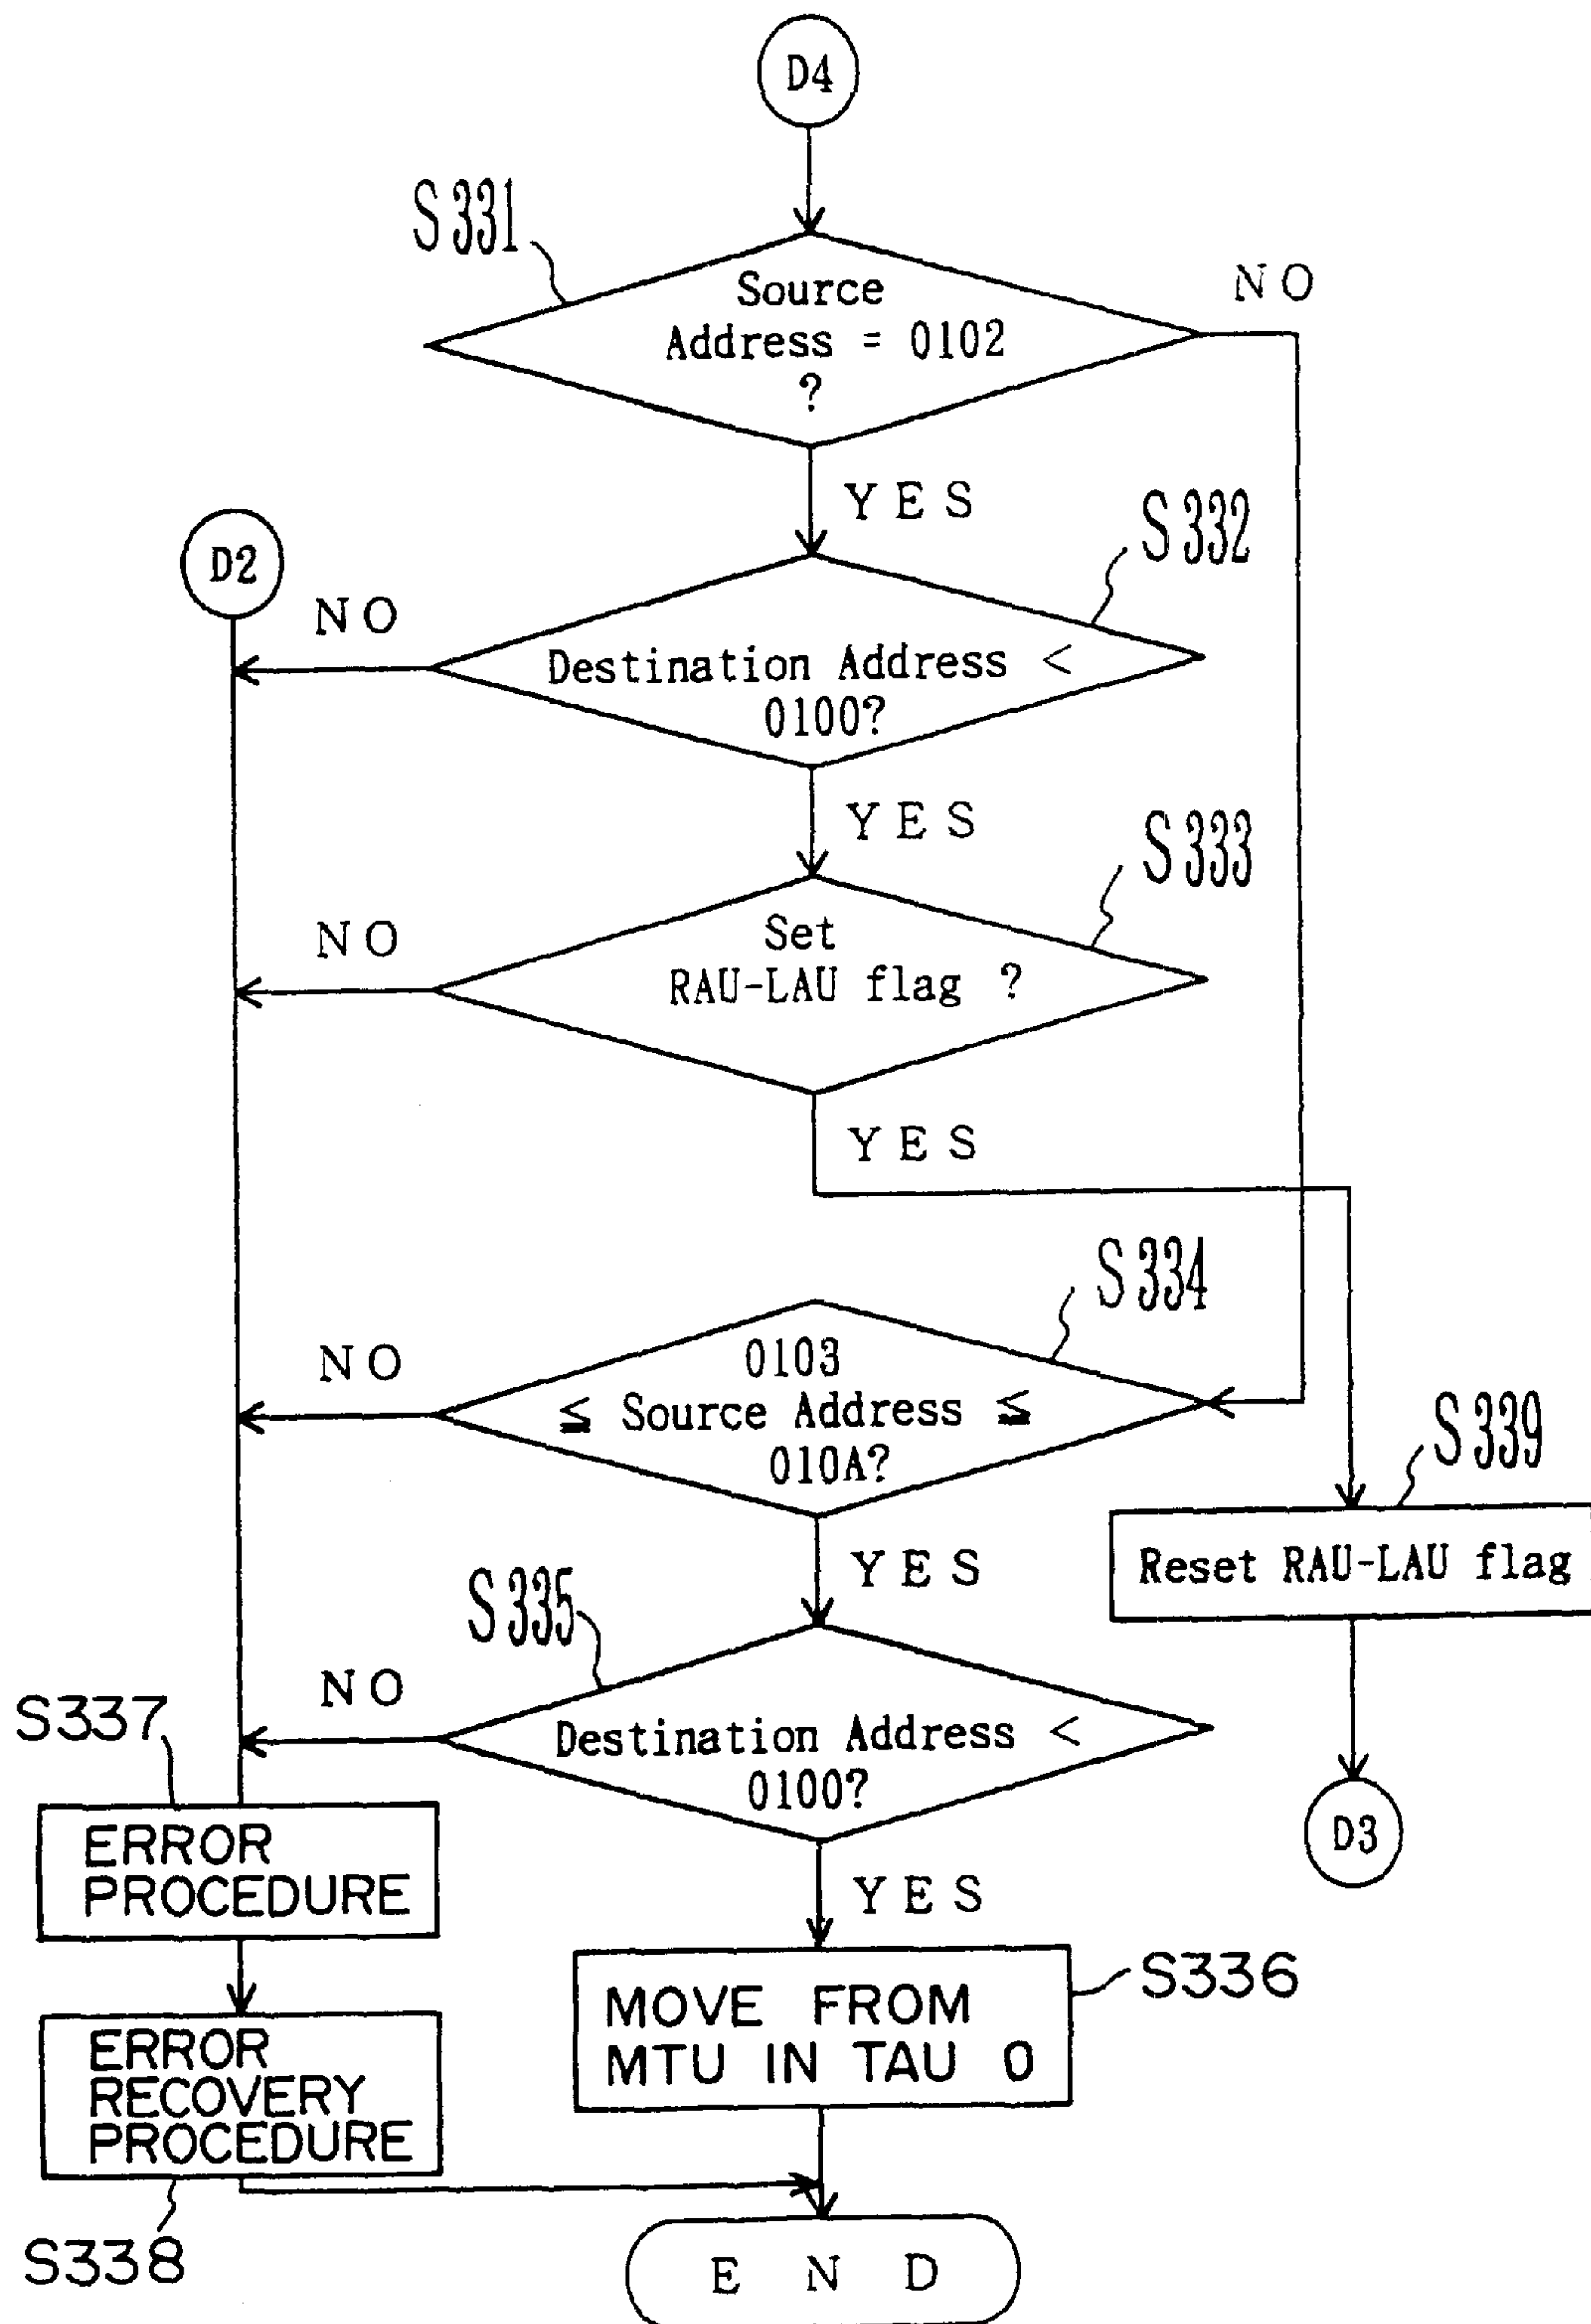 D4
S331
Source
Address = 0102
?
NO
YES
S332
D2
NO
Destination Address <
0100?
YES
S333
NO
Set
RAU-LAU flag ?
YES
S334
NO
0103
≦ Source Address ≦
010A?
S339
YES
Reset RAU-LAU flag
S335
NO
S337
Destination Address <
0100?
ERROR
PROCEDURE
D3
YES
S336
MOVE FROM
MTU IN TAU 0
ERROR
RECOVERY
PROCEDURE
S338
END